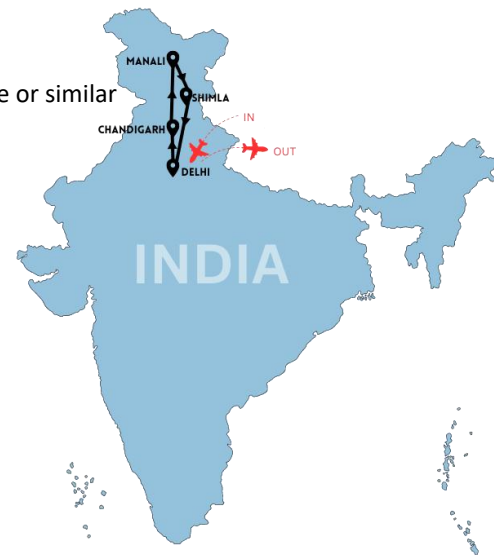 MANALI
e or similar
SHIMLA
IN
CHANDIGARH
OUT
DELHI
INDIA